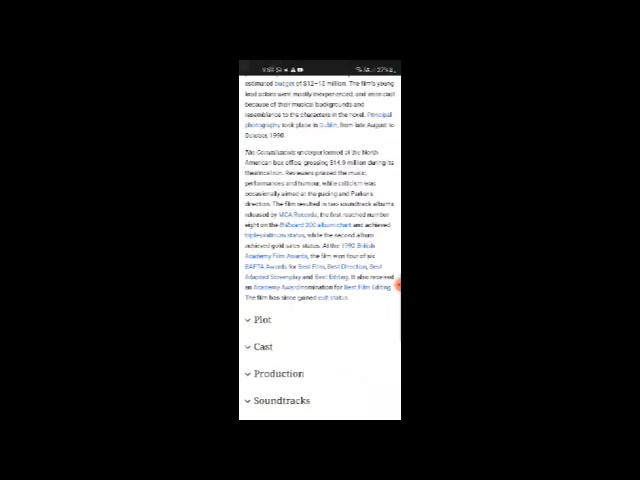 estimated budget of $12–15 million. The film's young
lead actors were mostly inexperienced, and were cast
because of their musical backgrounds and
resemblance to the characters in the novel. Principal
photography took place in Dublin, from late August to
October, 1990.
The Commitments underperformed at the North
American box office, grossing $14.9 million during its
theatrical run. Reviewers praised the music,
performances and humour, while criticism was
occasionally aimed at the pacing and Parker's
direction. The film resulted in two soundtrack albums
released by MCA Records; the first reached number
eight on the Billboard 200 album chart and achieved
triple-platinum status, while the second album
achieved gold sales status. At the 1992 British
Academy Film Awards, the film won four of six
BAFTA Awards for Best Film, Best Direction, Best
Adapted Screenplay and Best Editing. It also received
an Academy Award nomination for Best Film Editing.
The film has since gained cult status.
Plot
Cast
Production
Soundtracks